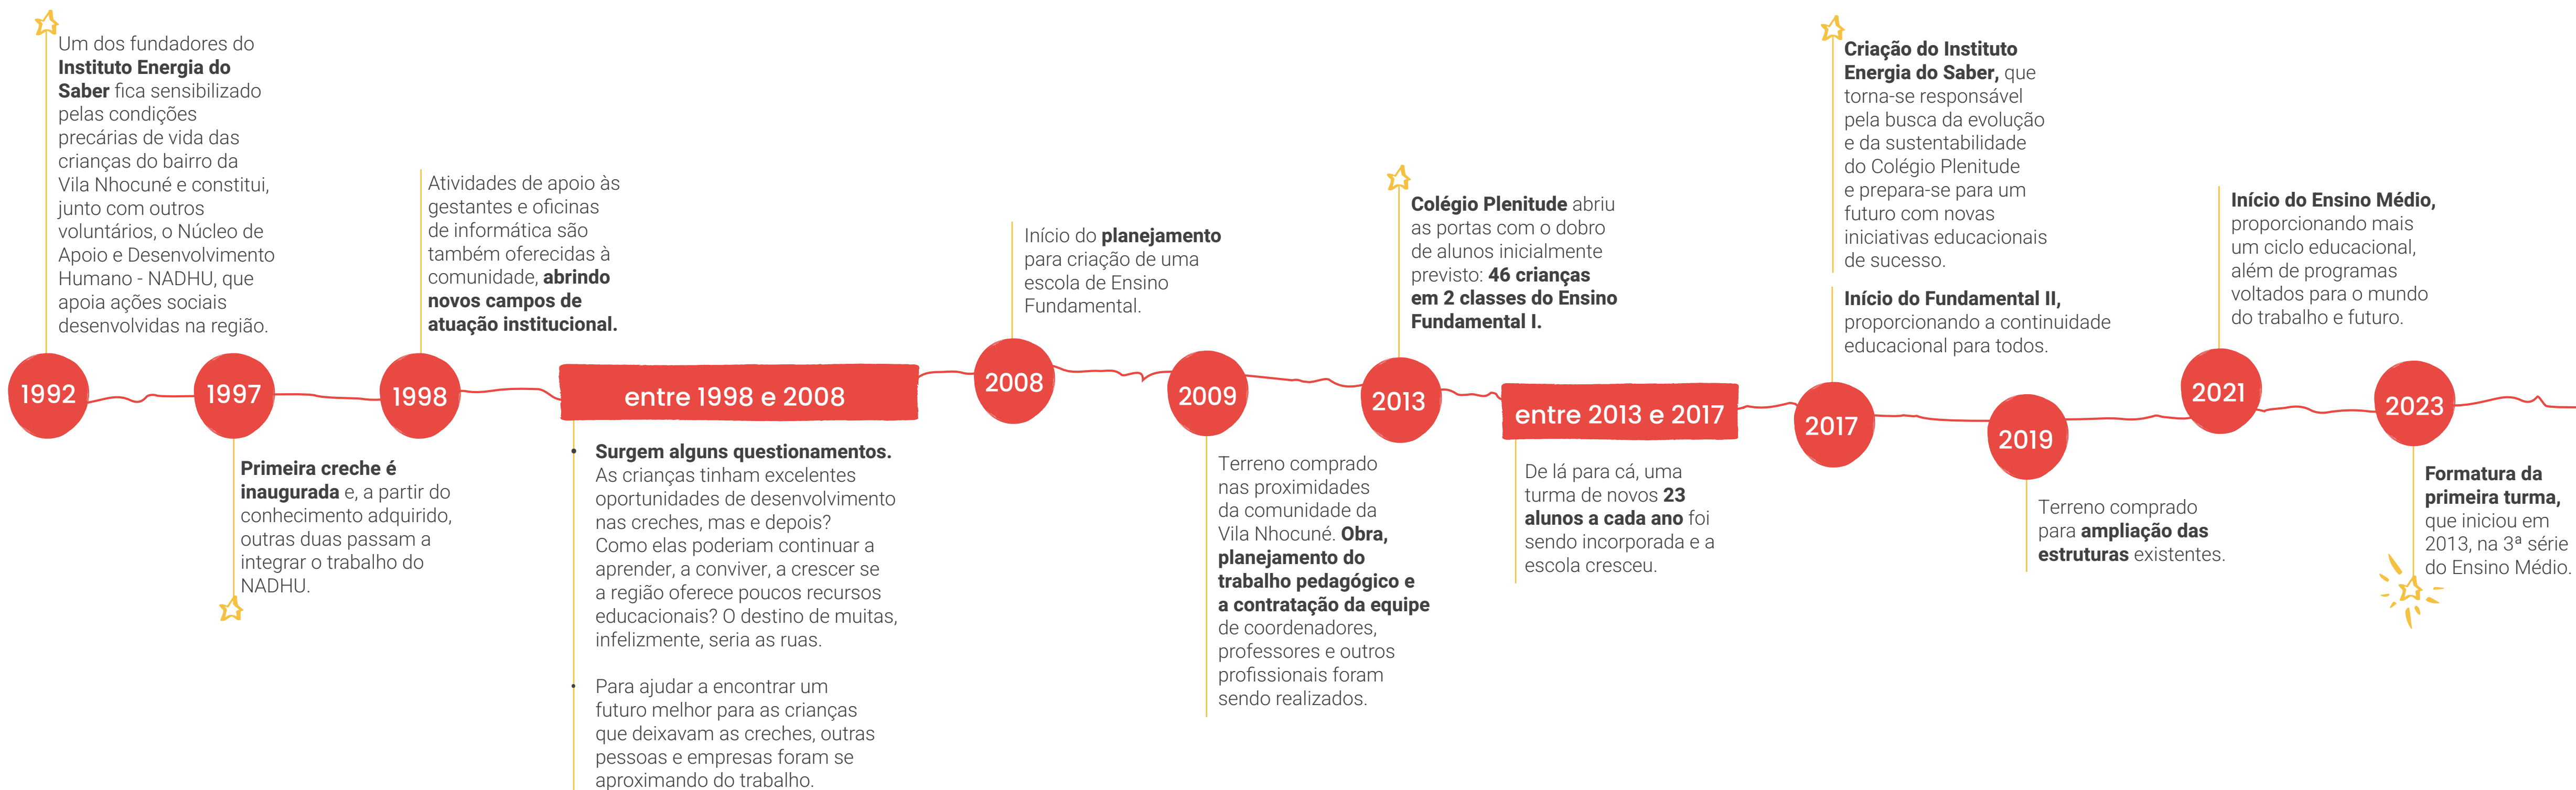 1992
Um dos fundadores do
Instituto Energia do
Saber fica sensibilizado
pelas condições
precárias de vida das
crianças do bairro da
Vila Nhocuné e constitui,
junto com outros
voluntários, o Núcleo de
Apoio e Desenvolvimento
Humano - NADHU, que
apoia ações sociais
desenvolvidas na região.
1997
Primeira creche é
inaugurada e, a partir do
conhecimento adquirido,
outras duas passam a
integrar o trabalho do
NADHU.
1998
Atividades de apoio às
gestantes e oficinas
de informática são
também oferecidas à
comunidade, abrindo
novos campos de
atuação institucional.
entre 1998 e 2008
• Surgem alguns questionamentos.
As crianças tinham excelentes
oportunidades de desenvolvimento
nas creches, mas e depois?
Como elas poderiam continuar a
aprender, a conviver, a crescer se
a região oferece poucos recursos
educacionais? O destino de muitas,
infelizmente, seria as ruas.
• Para ajudar a encontrar um
futuro melhor para as crianças
que deixavam as creches, outras
pessoas e empresas foram se
aproximando do trabalho.
2008
Início do planejamento
para criação de uma
escola de Ensino
Fundamental.
2009
Terreno comprado
nas proximidades
da comunidade da
Vila Nhocuné. Obra,
planejamento do
trabalho pedagógico e
a contratação da equipe
de coordenadores,
professores e outros
profissionais foram
sendo realizados.
2013
Colégio Plenitude abriu
as portas com o dobro
de alunos inicialmente
previsto: 46 crianças
em 2 classes do Ensino
Fundamental I.
entre 2013 e 2017
De lá para cá, uma
turma de novos 23
alunos a cada ano foi
sendo incorporada e a
escola cresceu.
2017
Criação do Instituto
Energia do Saber, que
torna-se responsável
pela busca da evolução
e da sustentabilidade
do Colégio Plenitude
e prepara-se para um
futuro com novas
iniciativas educacionais
de sucesso.
Início do Fundamental II,
proporcionando a continuidade
educacional para todos.
2019
Terreno comprado
para ampliação das
estruturas existentes.
2021
Início do Ensino Médio,
proporcionando mais
um ciclo educacional,
além de programas
voltados para o mundo
do trabalho e futuro.
2023
Formatura da
primeira turma,
que iniciou em
2013, na 3ª série
do Ensino Médio.